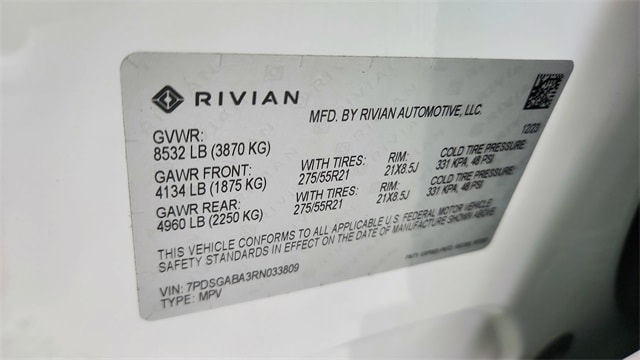 RIVIAN
MFD. BY RIVIAN AUTOMOTIVE, LLC.
12/23
GVWR:
8532 LB (3870 KG)
GAWR FRONT: WITH TIRES: RIM: COLD TIRE PRESSURE:
4134 LB (1875 KG) 275/55R21 21X8.5J 331 KPA, 48 PSI
GAWR REAR: WITH TIRES: RIM: COLD TIRE PRESSURE:
4960 LB (2250 KG) 275/55R21 21X8.5J 331 KPA, 48 PSI
THIS VEHICLE CONFORMS TO ALL APPLICABLE U.S. FEDERAL MOTOR VEHICLE
SAFETY STANDARDS IN EFFECT ON THE DATE OF MANUFACTURE SHOWN ABOVE
VIN: 7PDSGABA3RN033809
TYPE: MPV